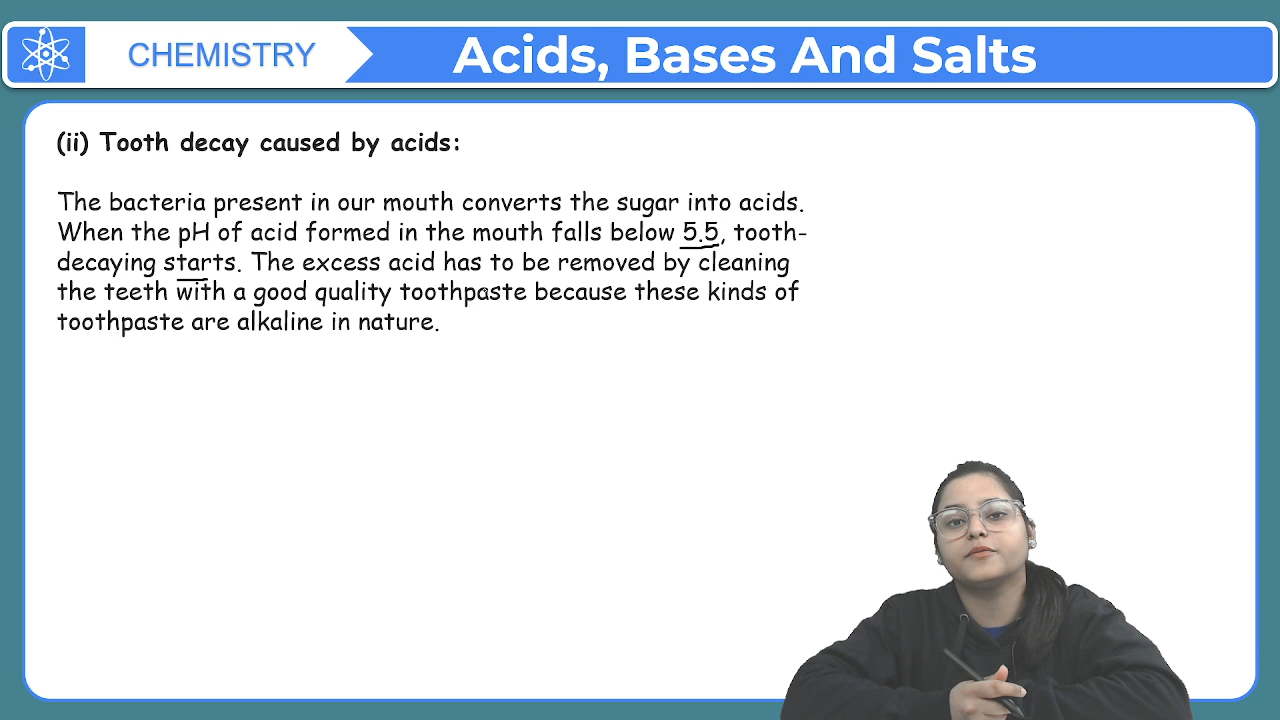 CHEMISTRY
Acids, Bases And Salts
(ii) Tooth decay caused by acids:
The bacteria present in our mouth converts the sugar into acids.
When the pH of acid formed in the mouth falls below 5.5, tooth-
decaying starts. The excess acid has to be removed by cleaning
the teeth with a good quality toothpaste because these kinds of
toothpaste are alkaline in nature.